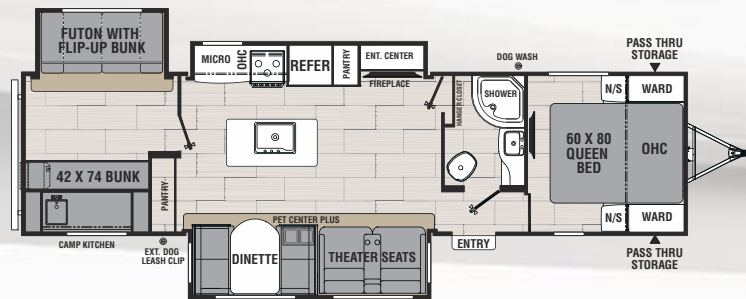 FUTON WITH
FLIP-UP BUNK
MICRO
OHC
REFER
PANTRY
ENT. CENTER
FIREPLACE
DOG WASH
PASS THRU
STORAGE
HANGER CLOSET
SHOWER
N/S
WARD
60 X 80
QUEEN
BED
OHC
42 X 74 BUNK
PANTRY
PET CENTER PLUS
N/S
WARD
CAMP KITCHEN
EXT. DOG
LEASH CLIP
DINETTE
THEATER SEATS
ENTRY
PASS THRU
STORAGE